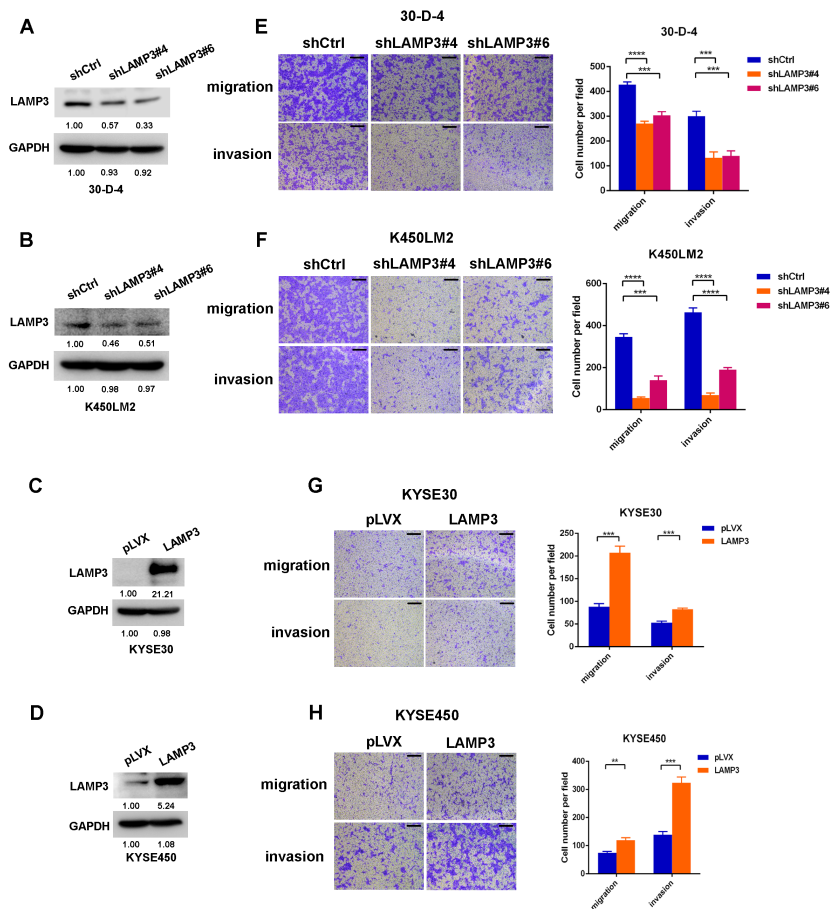 A
shCtrl shLAMP3#4 shLAMP3#6
LAMP3
1.00 0.57 0.33
GAPDH
1.00 0.93 0.92
30-D-4
E
30-D-4
shCtrl shLAMP3#4 shLAMP3#6
migration
invasion
30-D-4
**** ***
*** ***
shCtrl
shLAMP3#4
shLAMP3#6
Cell number per field
500
400
300
200
100
0
migration invasion
B
shCtrl shLAMP3#4 shLAMP3#6
LAMP3
1.00 0.46 0.51
GAPDH
1.00 0.98 0.97
K450LM2
F
K450LM2
shCtrl shLAMP3#4 shLAMP3#6
migration
invasion
K450LM2
**** ****
*** ****
shCtrl
shLAMP3#4
shLAMP3#6
Cell number per field
600
400
200
0
migration invasion
C
pLVX LAMP3
LAMP3
1.00 21.21
GAPDH
1.00 0.98
KYSE30
G
KYSE30
pLVX LAMP3
migration
invasion
KYSE30
*** ***
pLVX
LAMP3
Cell number per field
250
200
150
100
50
0
migration invasion
D
pLVX LAMP3
LAMP3
1.00 5.24
GAPDH
1.00 1.08
KYSE450
H
KYSE450
pLVX LAMP3
migration
invasion
KYSE450
** ***
pLVX
LAMP3
Cell number per field
400
300
200
100
0
migration invasion